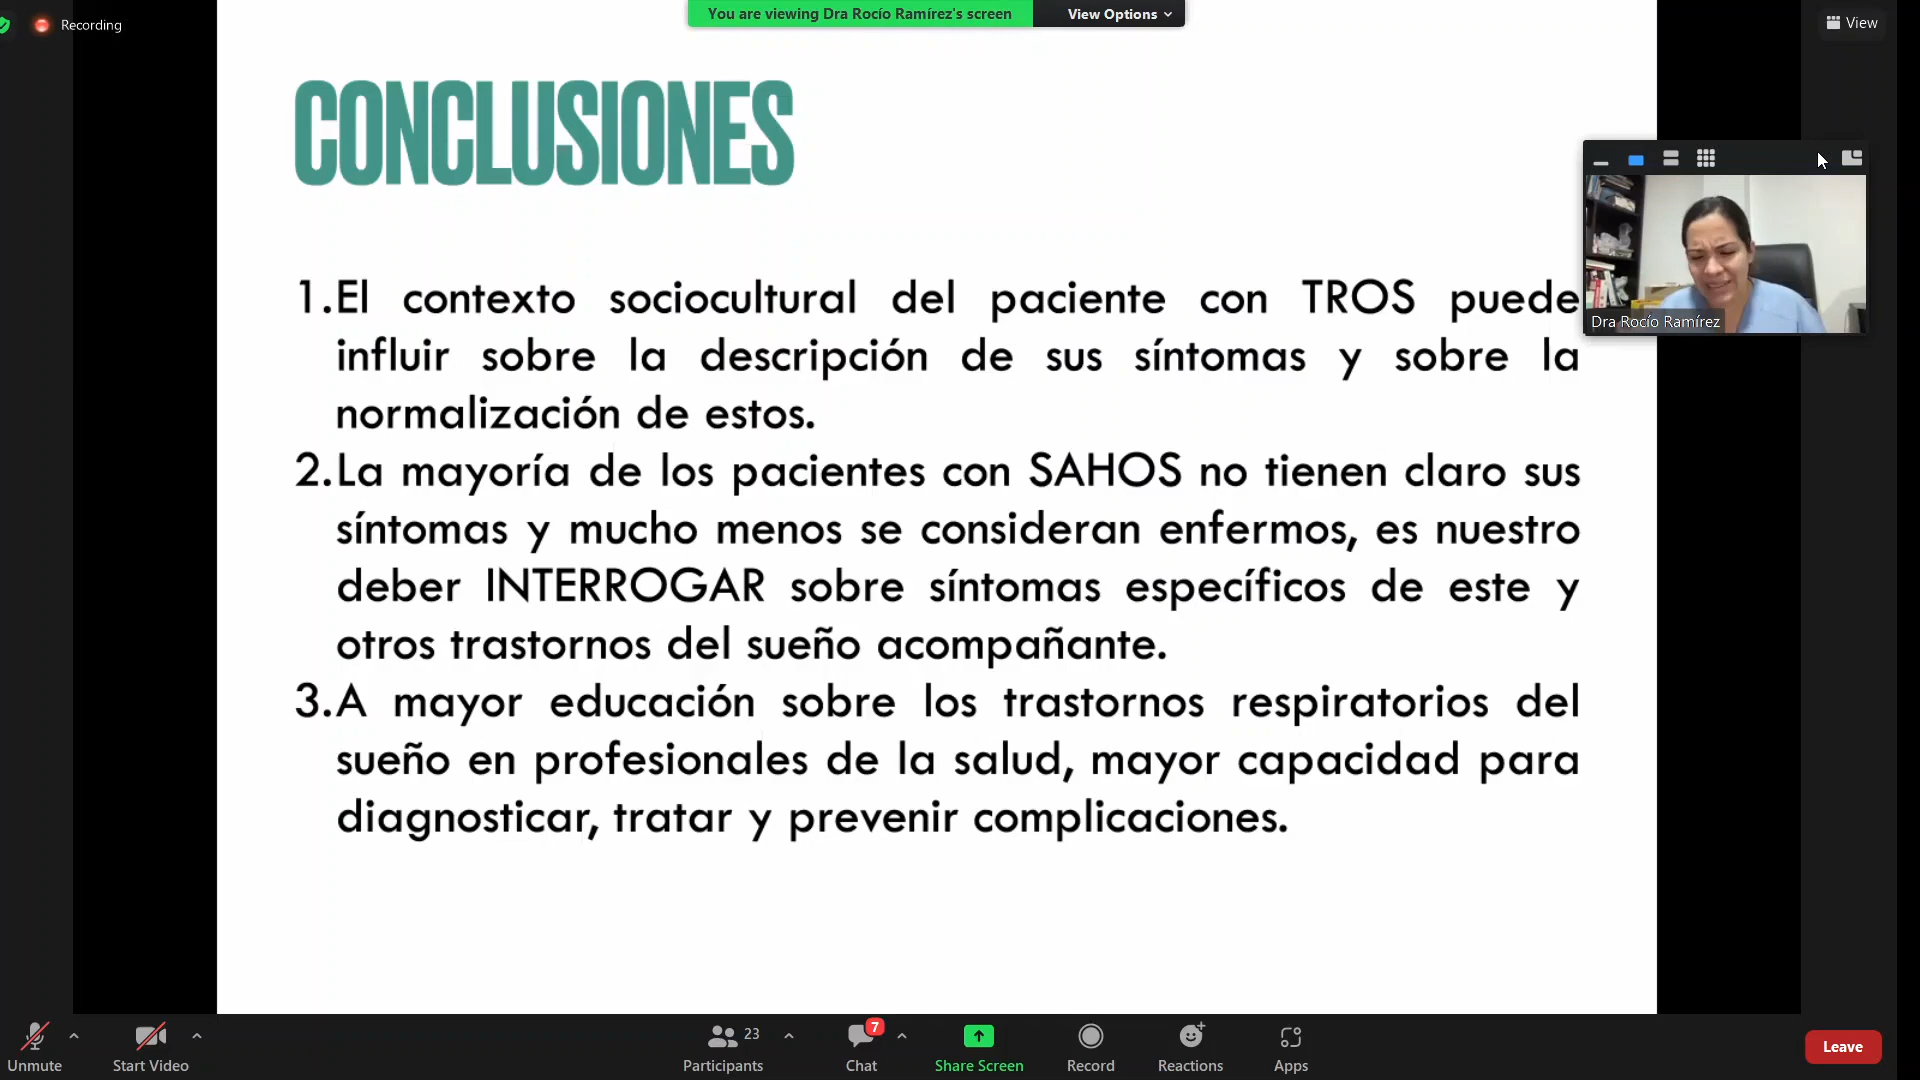 Recording
You are viewing Dra Rocío Ramírez's screen
View Options
View
CONCLUSIONES
Dra Rocío Ramírez
1.El contexto sociocultural del paciente con TROS puede
influir sobre la descripción de sus síntomas y sobre la
normalización de estos.
2.La mayoría de los pacientes con SAHOS no tienen claro sus
síntomas y mucho menos se consideran enfermos, es nuestro
deber INTERROGAR sobre síntomas específicos de este y
otros trastornos del sueño acompañante.
3.A mayor educación sobre los trastornos respiratorios del
sueño en profesionales de la salud, mayor capacidad para
diagnosticar, tratar y prevenir complicaciones.
Unmute
Start Video
23
Participants
7
Chat
Share Screen
Record
Reactions
Apps
Leave